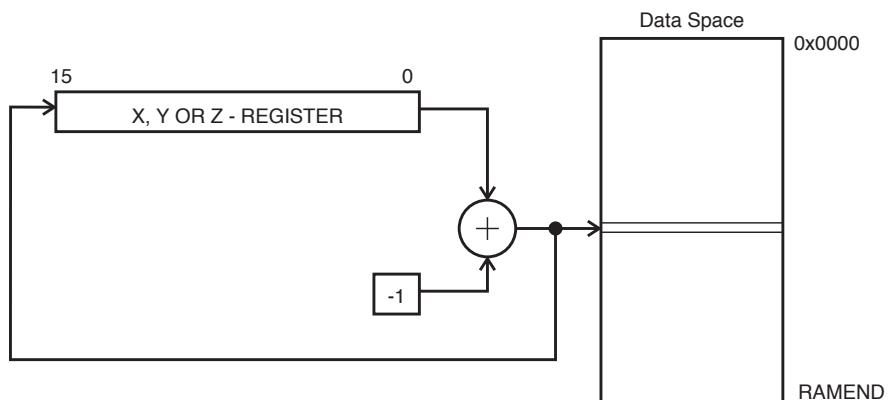 Data Space
0x0000
15
0
X, Y OR Z - REGISTER
+
-1
RAMEND